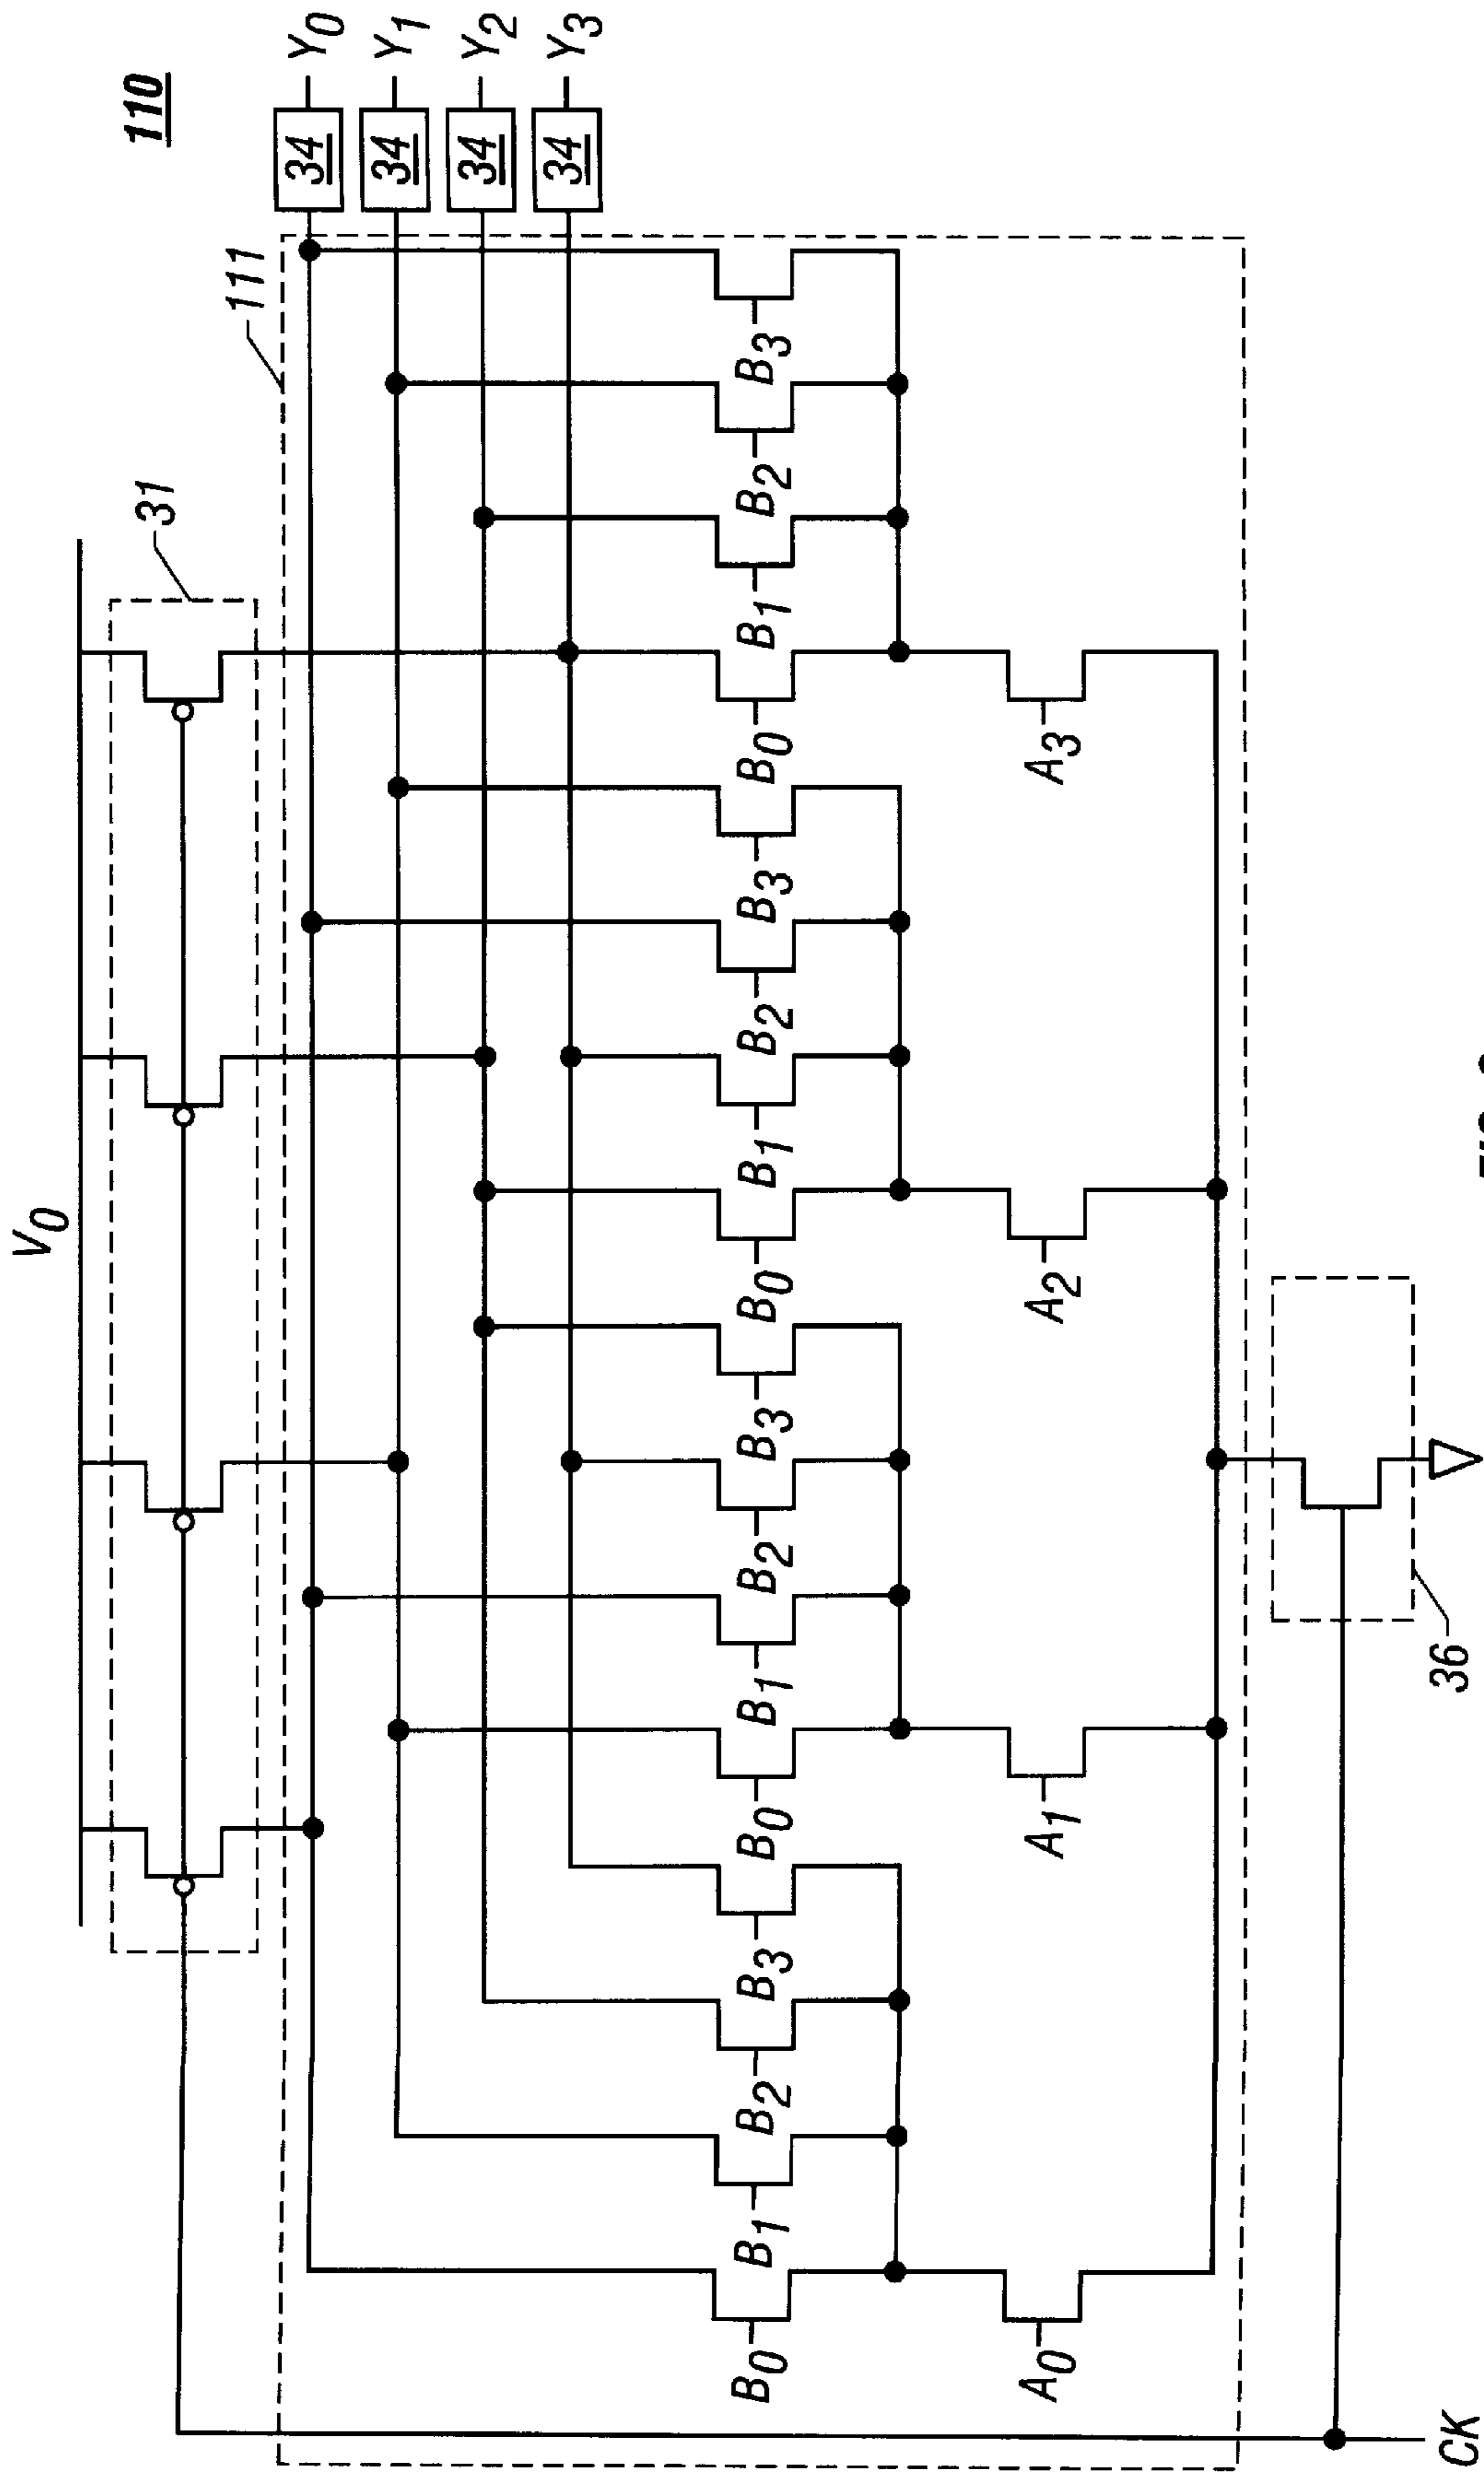 V₀
31
110
111
34 Y₀
34 Y₁
34 Y₂
34 Y₃
B₀ B₁ B₂ B₃ B₀ B₁ B₂ B₃ B₀ B₁ B₂ B₃ B₀ B₁ B₂ B₃
A₀ A₁ A₂ A₃
CK
36